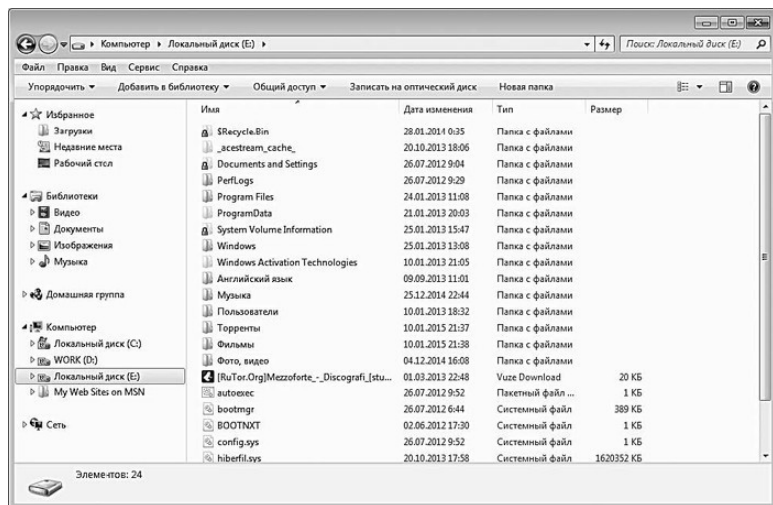 Компьютер ▸ Локальный диск (E:) ▸ Поиск: Локальный диск (E:)
Файл Правка Вид Сервис Справка
Упорядочить ▾ Добавить в библиотеку ▾ Общий доступ ▾ Записать на оптический диск Новая папка
Избранное
Загрузки
Недавние места
Рабочий стол
Библиотеки
Видео
Документы
Изображения
Музыка
Домашняя группа
Компьютер
Локальный диск (C:)
WORK (D:)
Локальный диск (E:)
My Web Sites on MSN
Сеть
Имя Дата изменения Тип Размер
$Recycle.Bin 28.01.2014 0:35 Папка с файлами
_acestream_cache_ 20.10.2013 18:06 Папка с файлами
Documents and Settings 26.07.2012 9:04 Папка с файлами
PerfLogs 26.07.2012 9:29 Папка с файлами
Program Files 24.01.2013 11:08 Папка с файлами
ProgramData 21.01.2013 20:03 Папка с файлами
System Volume Information 25.01.2013 15:47 Папка с файлами
Windows 25.01.2013 13:08 Папка с файлами
Windows Activation Technologies 10.01.2013 21:05 Папка с файлами
Английский язык 09.09.2013 11:01 Папка с файлами
Музыка 25.12.2014 22:44 Папка с файлами
Пользователи 10.01.2013 18:32 Папка с файлами
Торренты 10.01.2015 21:37 Папка с файлами
Фильмы 10.01.2015 21:38 Папка с файлами
Фото, видео 04.12.2014 16:08 Папка с файлами
[RuTor.Org]Mezzoforte_-_Discografi_[stu... 01.03.2013 22:48 Vuze Download 20 КБ
autoexec 26.07.2012 9:52 Пакетный файл ... 1 КБ
bootmgr 26.07.2012 6:44 Системный файл 389 КБ
BOOTNXT 02.06.2012 17:30 Системный файл 1 КБ
config.sys 26.07.2012 9:52 Системный файл 1 КБ
hiberfil.sys 20.10.2013 17:58 Системный файл 1620352 КБ
Элементов: 24